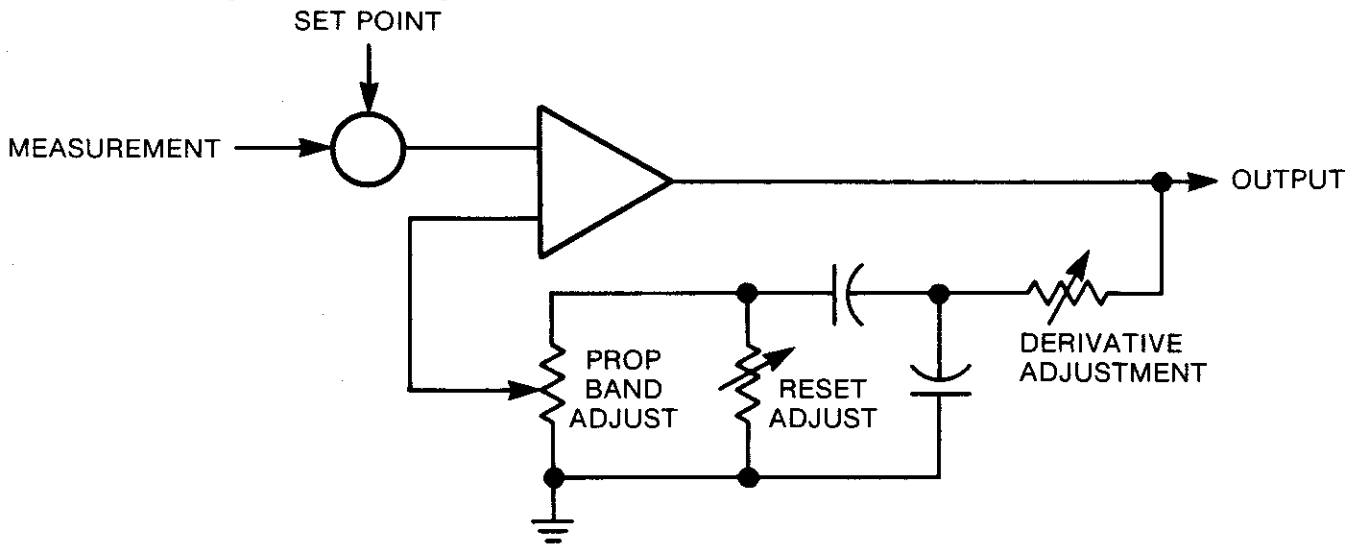 SET POINT
MEASUREMENT
OUTPUT
DERIVATIVE
ADJUSTMENT
PROP
BAND
ADJUST
RESET
ADJUST